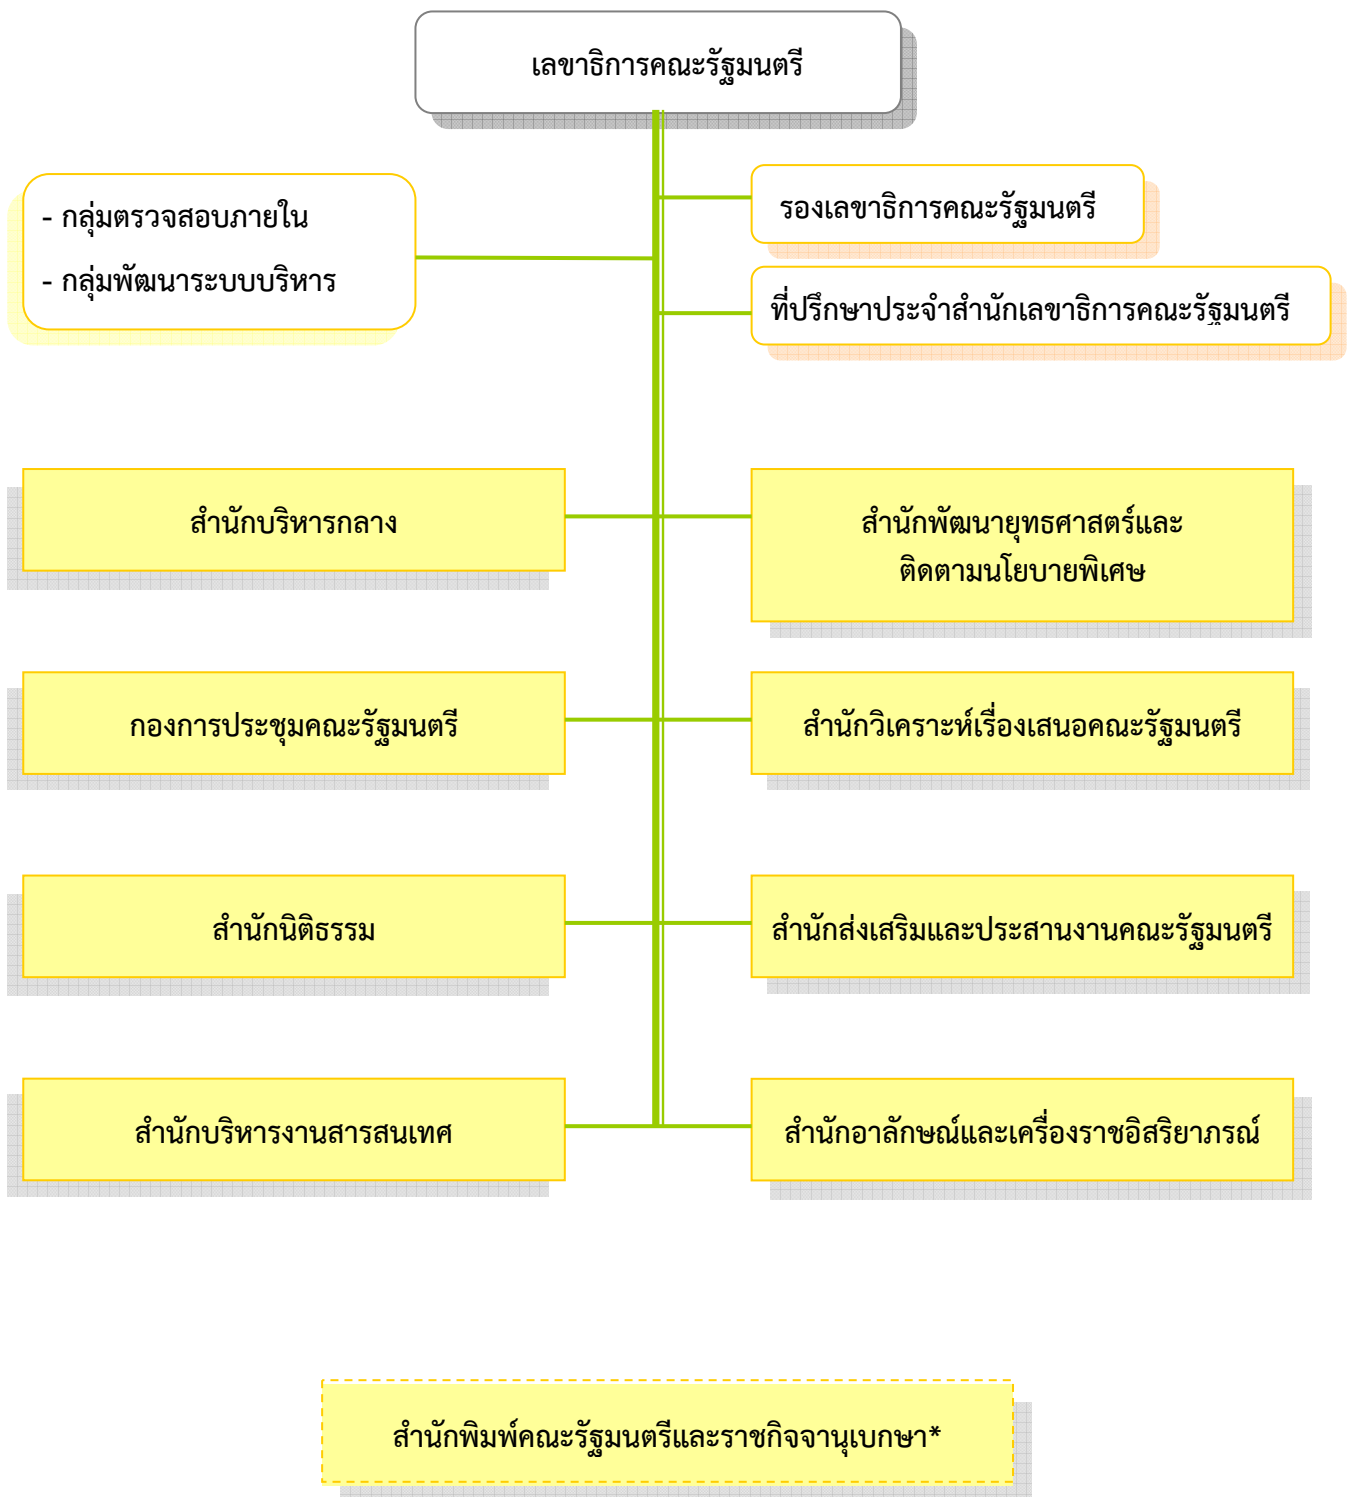 เลขาธิการคณะรัฐมนตรี
- กลุ่มตรวจสอบภายใน
- กลุ่มพัฒนาระบบบริหาร
รองเลขาธิการคณะรัฐมนตรี
ที่ปรึกษาประจำสำนักเลขาธิการคณะรัฐมนตรี
สำนักบริหารกลาง
สำนักพัฒนายุทธศาสตร์และ
ติดตามนโยบายพิเศษ
กองการประชุมคณะรัฐมนตรี
สำนักวิเคราะห์เรื่องเสนอคณะรัฐมนตรี
สำนักนิติธรรม
สำนักส่งเสริมและประสานงานคณะรัฐมนตรี
สำนักบริหารงานสารสนเทศ
สำนักอาลักษณ์และเครื่องราชอิสริยาภรณ์
สำนักพิมพ์คณะรัฐมนตรีและราชกิจจานุเบกษา*